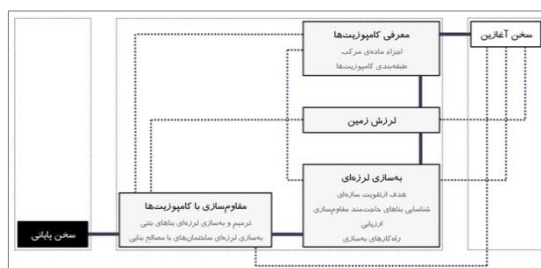 سخن آغازین
معرفی کامپوزیت‌ها
اجزاء ماده‌ی مرکب
طبقه‌بندی کامپوزیت‌ها
لرزش زمین
به‌سازی لرزه‌ای
هدف از تقویت سازه‌ای
شناسایی بناهای حاجت‌مند مقاوم‌سازی
ارزیابی
راه‌کارهای به‌سازی
مقاوم‌سازی با کامپوزیت‌ها
ترمیم و به‌سازی لرزه‌ای بناهای بتنی
به‌سازی لرزه‌ای ساختمان‌های با مصالح بنایی
سخن پایانی